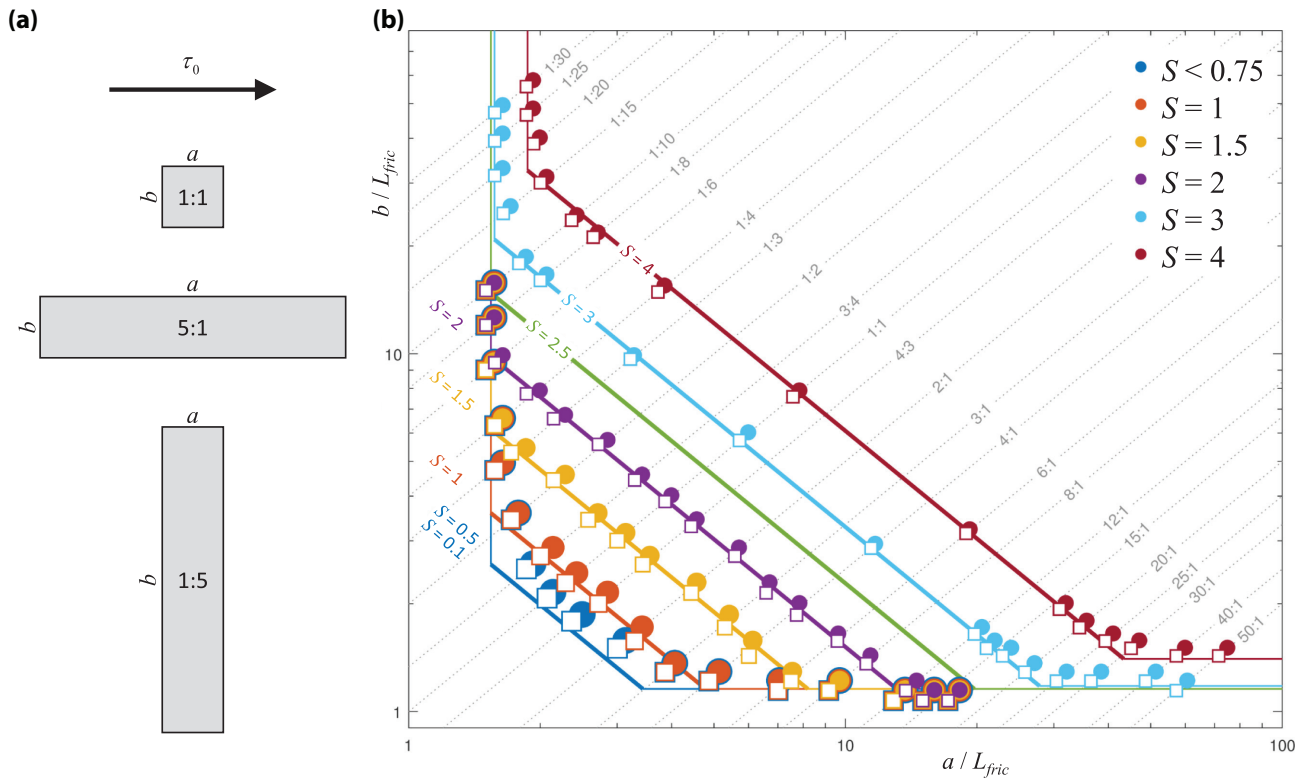 (a)
τ0
a
b
1:1
a
b
5:1
a
b
1:5
(b)
b / Lfric
10
1
1
10
100
a / Lfric
1:30
1:25
1:20
1:15
1:10
1:8
1:6
1:4
1:3
1:2
3:4
1:1
4:3
2:1
3:1
4:1
6:1
8:1
12:1
15:1
20:1
25:1
30:1
40:1
50:1
S = 4
S = 3
S = 2.5
S = 2
S = 1.5
S = 1
S = 0.5
S = 0.1
S < 0.75
S = 1
S = 1.5
S = 2
S = 3
S = 4